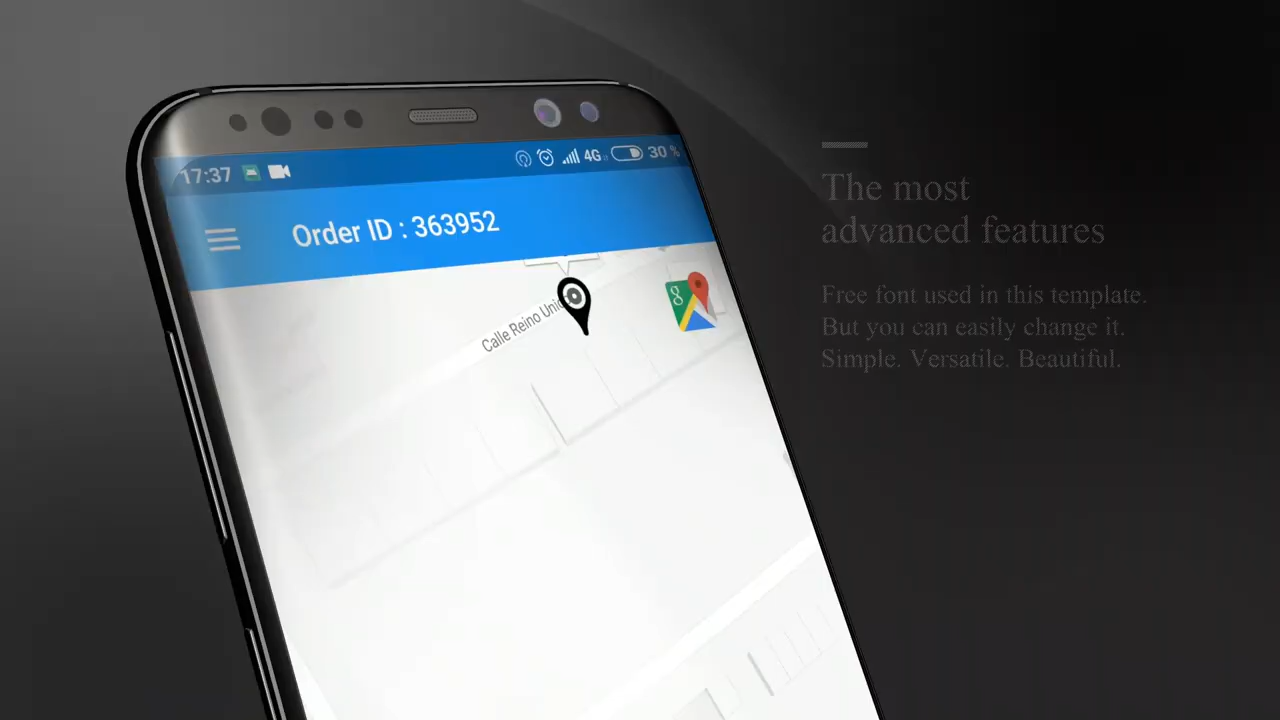 17:37 4G 30 %
Order ID : 363952
Calle Reino Uni
The most
advanced features
Free font used in this template.
But you can easily change it.
Simple. Versatile. Beautiful.